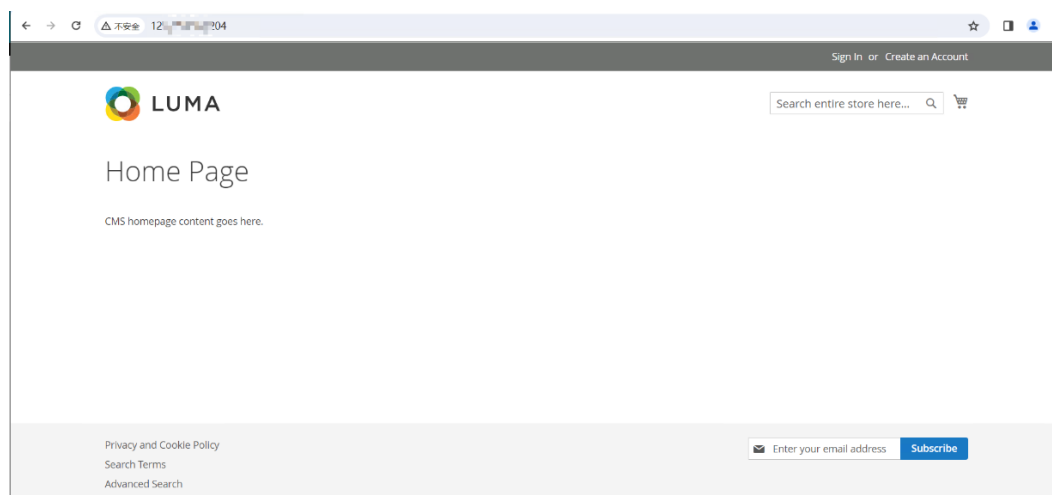 不安全
Sign In or Create an Account
LUMA
Search entire store here...
Home Page
CMS homepage content goes here.
Privacy and Cookie Policy
Enter your email address Subscribe
Search Terms
Advanced Search